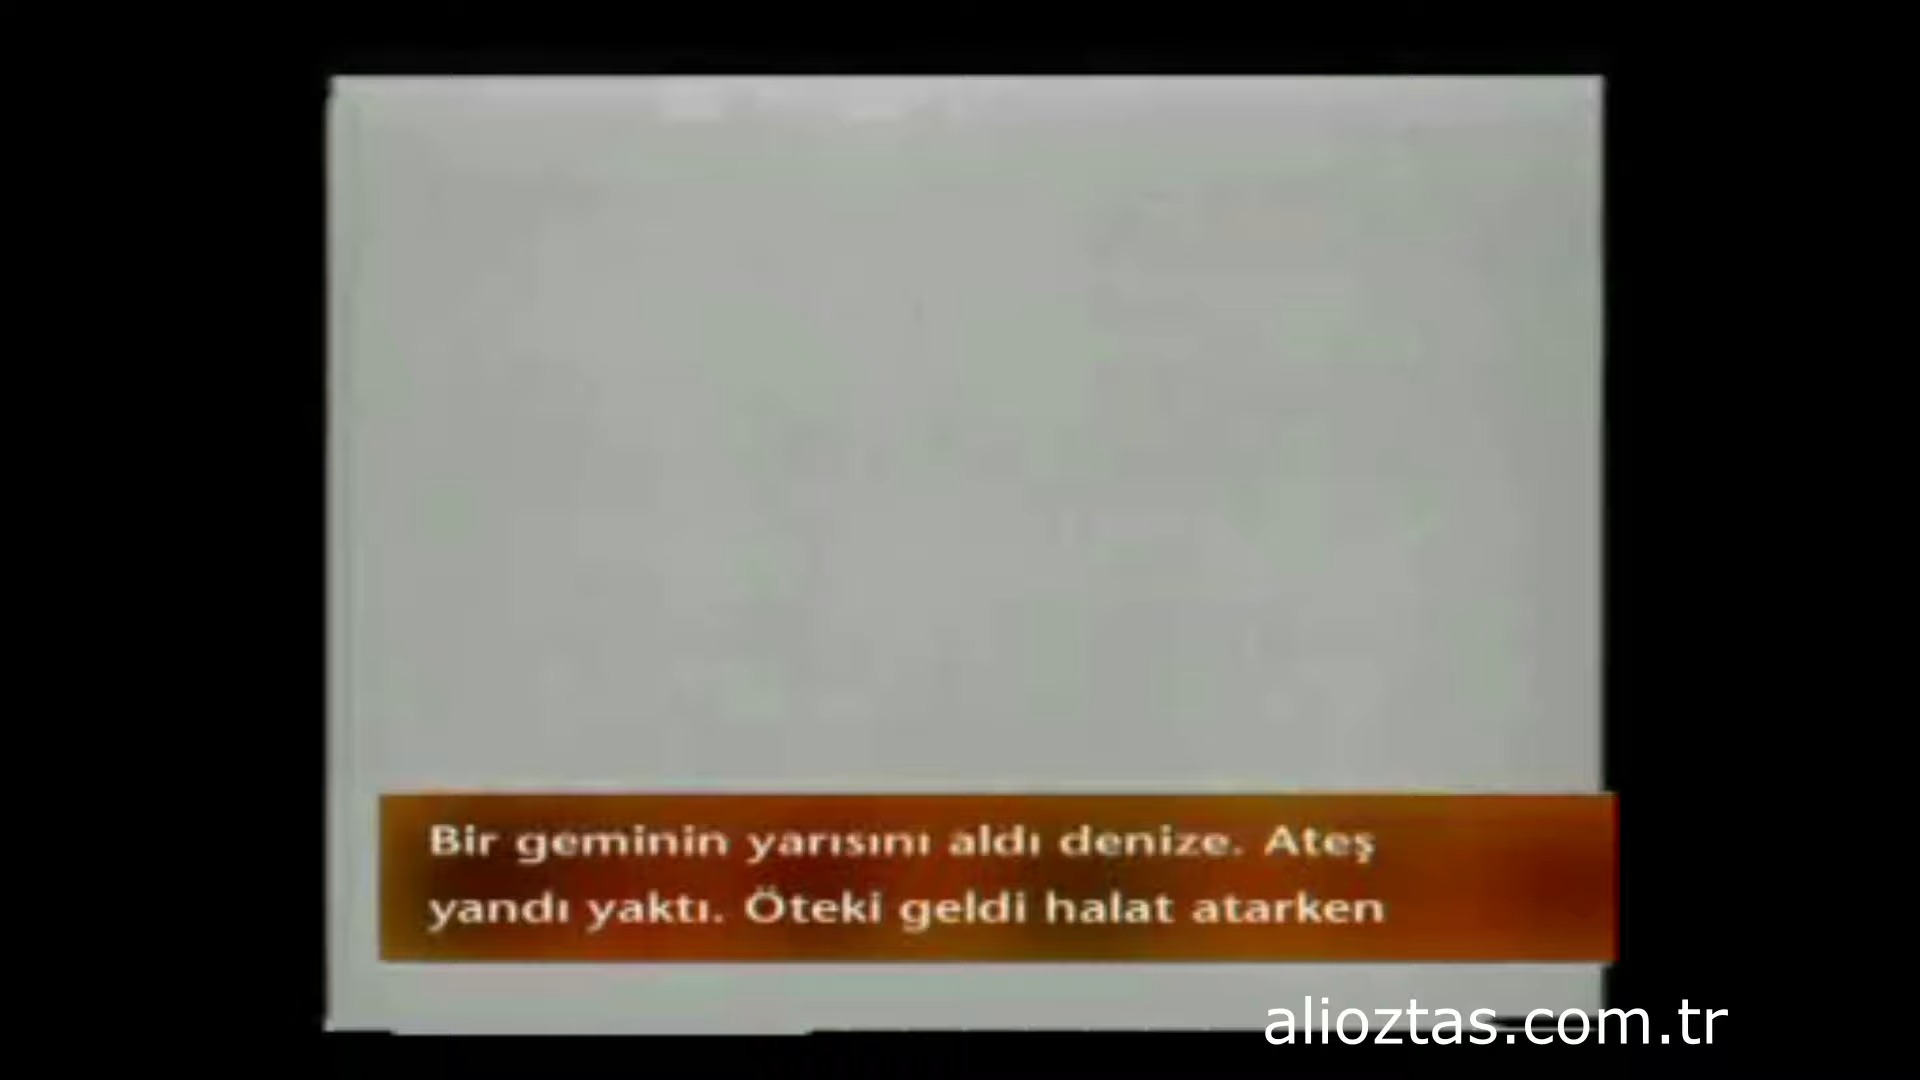 Bir geminin yarısını aldı denize. Ateş
yandı yaktı. Öteki geldi halat atarken
alioztas.com.tr